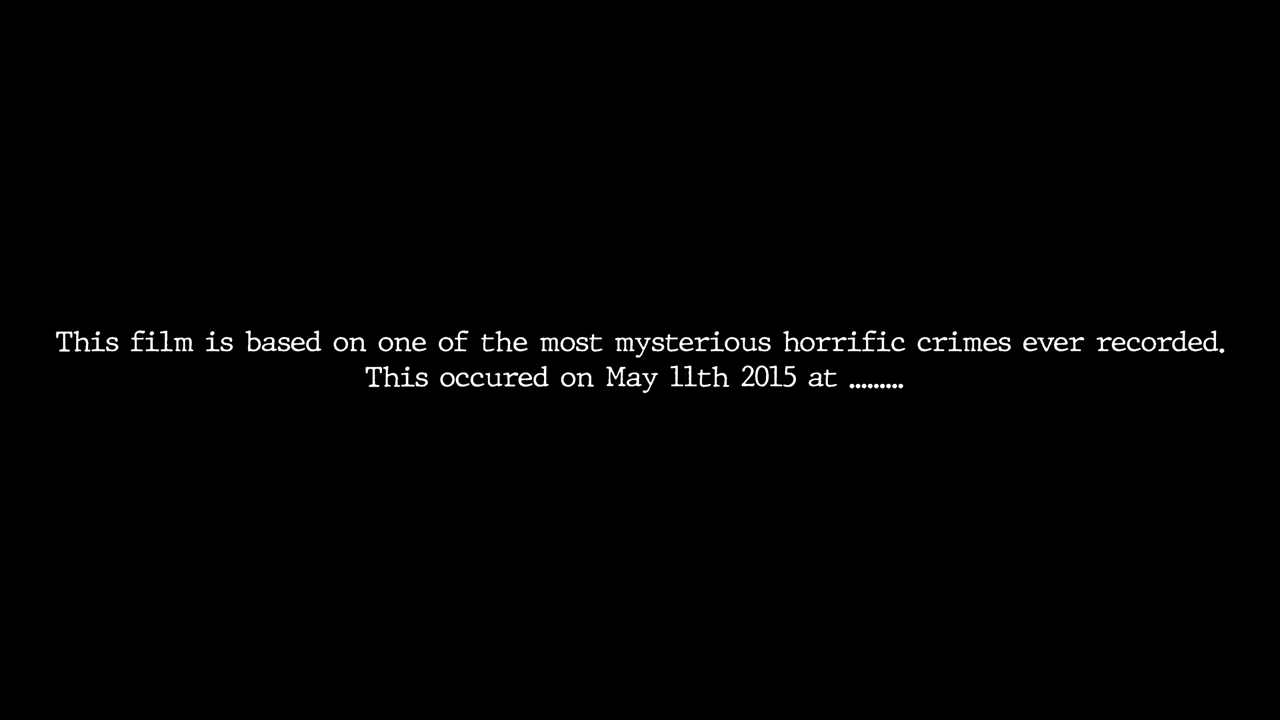 This film is based on one of the most mysterious horrific crimes ever recorded.
This occured on May 11th 2015 at .........